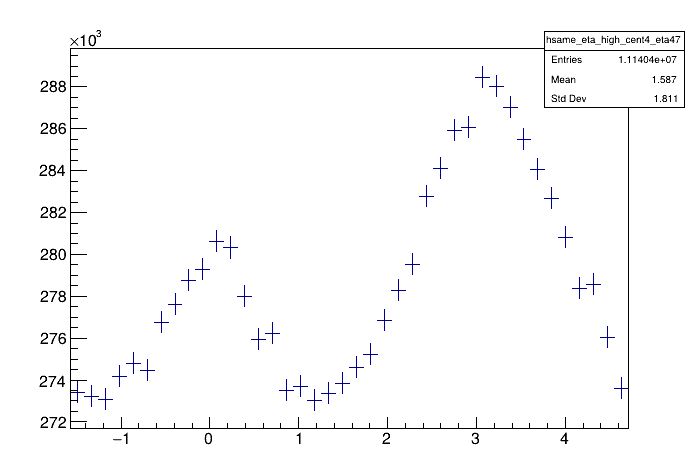 ×10³
hsame_eta_high_cent4_eta47
Entries 1.11404e+07
Mean 1.587
Std Dev 1.811
288
286
284
282
280
278
276
274
272
−1 0 1 2 3 4